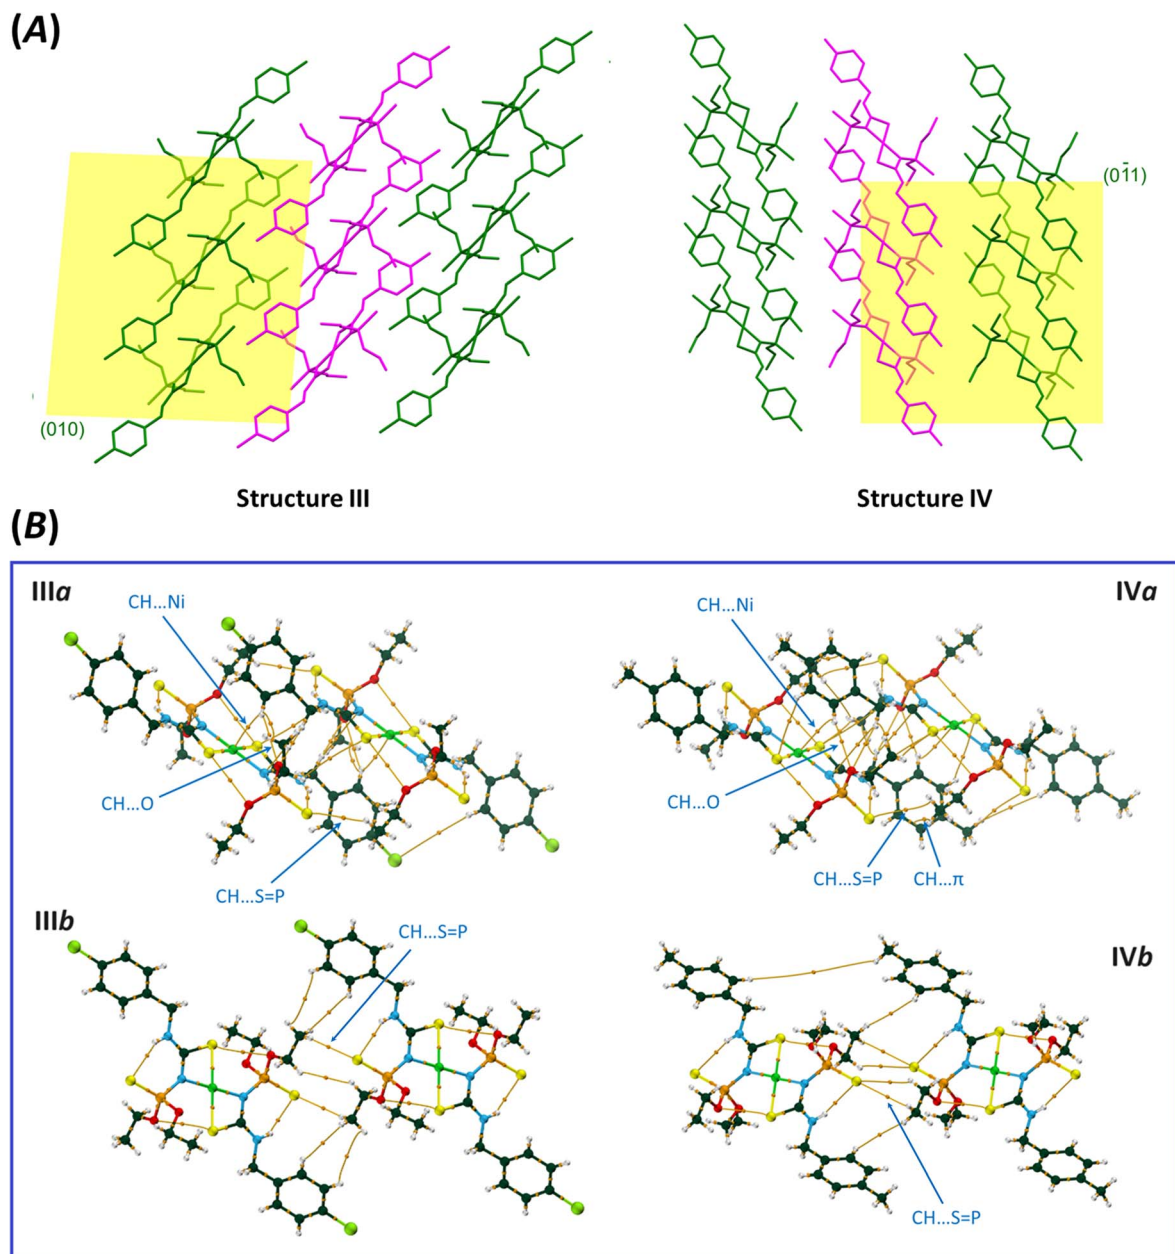 (A)
(01̄1)
(010)
Structure III
Structure IV
(B)
IIIa
IVa
CH...Ni
CH...Ni
CH...O
CH...O
CH...S=P
CH...S=P
CH...π
IIIb
CH...S=P
IVb
CH...S=P